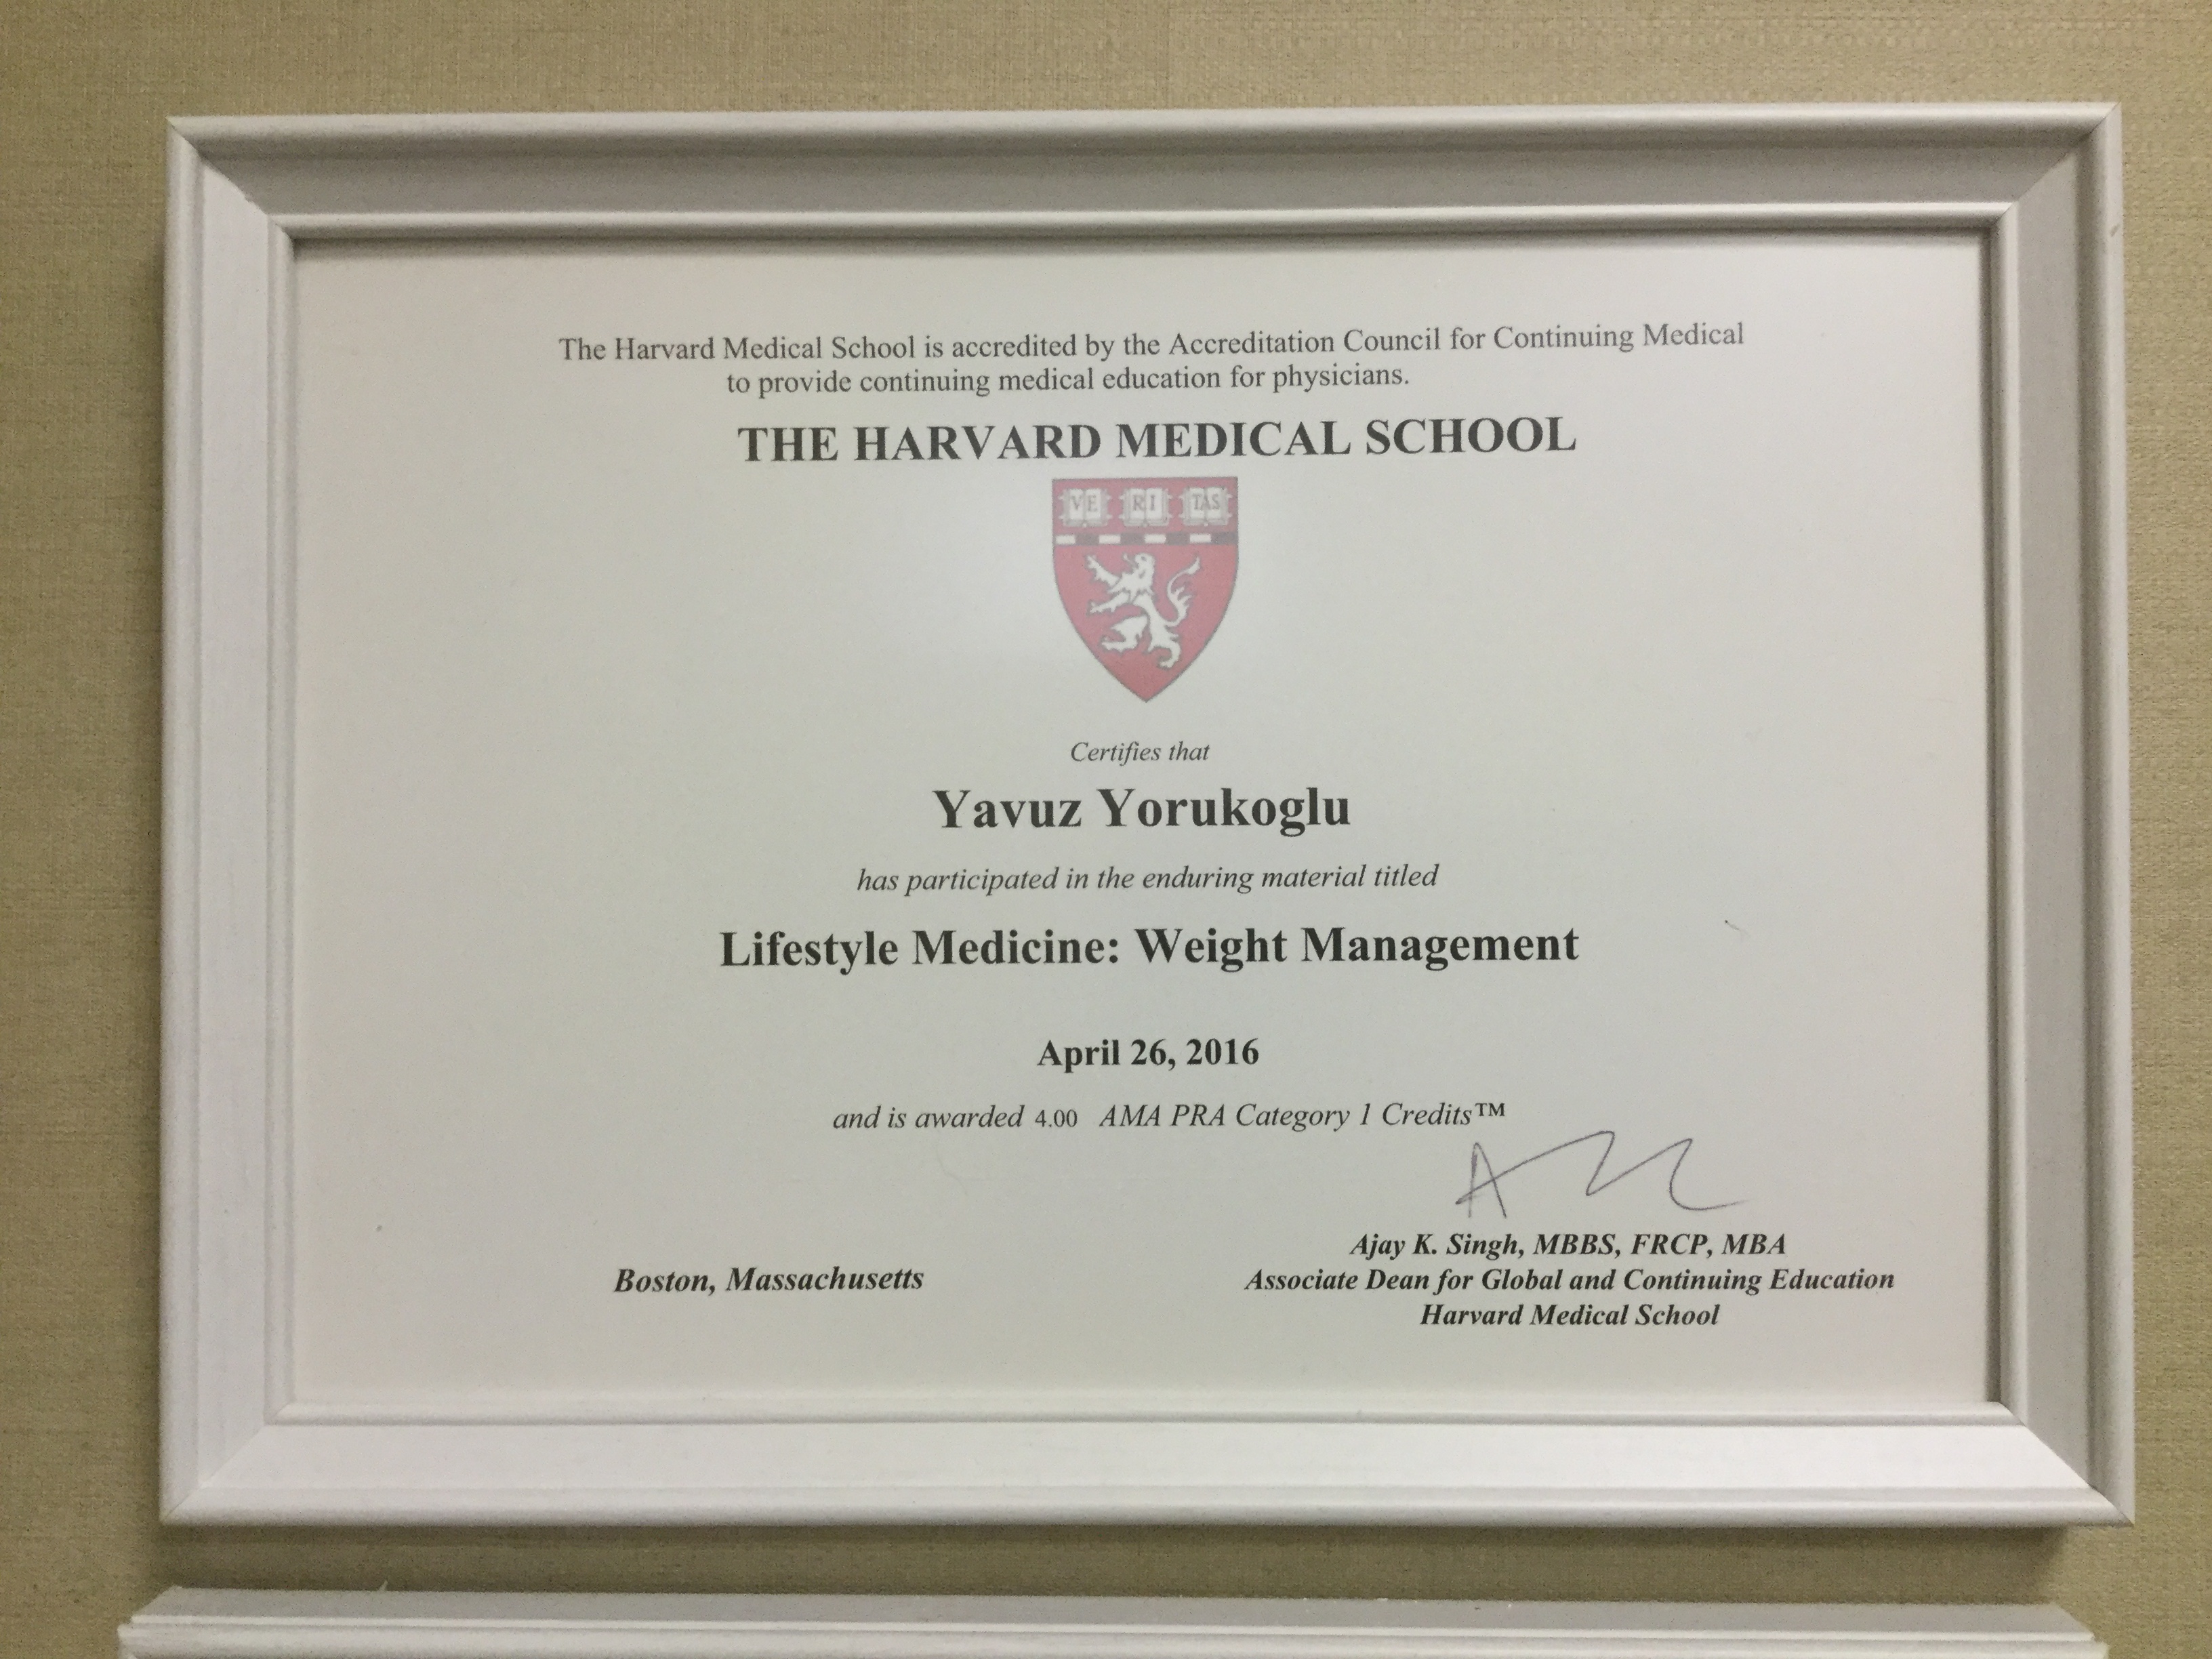 The Harvard Medical School is accredited by the Accreditation Council for Continuing Medical
to provide continuing medical education for physicians.
THE HARVARD MEDICAL SCHOOL
VE RI TAS
Certifies that
Yavuz Yorukoglu
has participated in the enduring material titled
Lifestyle Medicine: Weight Management
April 26, 2016
and is awarded 4.00 AMA PRA Category 1 Credits™
Ajay K. Singh, MBBS, FRCP, MBA
Boston, Massachusetts Associate Dean for Global and Continuing Education
Harvard Medical School